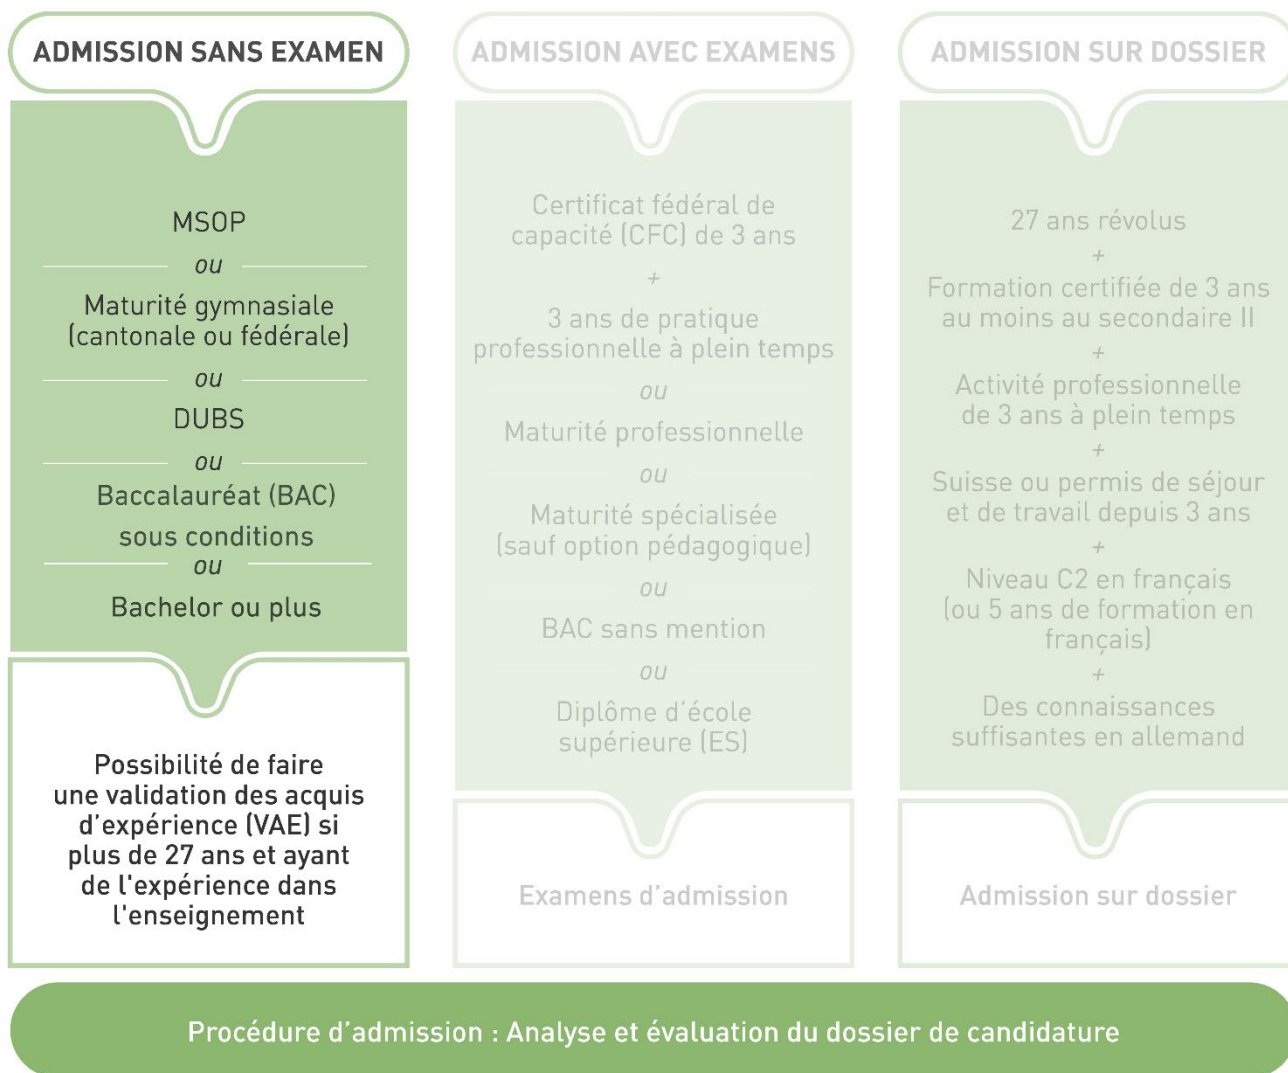 ADMISSION SANS EXAMEN
MSOP
ou
Maturité gymnasiale
(cantonale ou fédérale)
ou
DUBS
ou
Baccalauréat (BAC)
sous conditions
ou
Bachelor ou plus
Possibilité de faire
une validation des acquis
d’expérience (VAE) si
plus de 27 ans et ayant
de l'expérience dans
l'enseignement
ADMISSION AVEC EXAMENS
Certificat fédéral de
capacité (CFC) de 3 ans
+
3 ans de pratique
professionnelle à plein temps
ou
Maturité professionnelle
ou
Maturité spécialisée
(sauf option pédagogique)
ou
BAC sans mention
ou
Diplôme d’école
supérieure (ES)
Examens d’admission
ADMISSION SUR DOSSIER
27 ans révolus
+
Formation certifiée de 3 ans
au moins au secondaire II
+
Activité professionnelle
de 3 ans à plein temps
+
Suisse ou permis de séjour
et de travail depuis 3 ans
+
Niveau C2 en français
(ou 5 ans de formation en
français)
+
Des connaissances
suffisantes en allemand
Admission sur dossier
Procédure d’admission : Analyse et évaluation du dossier de candidature